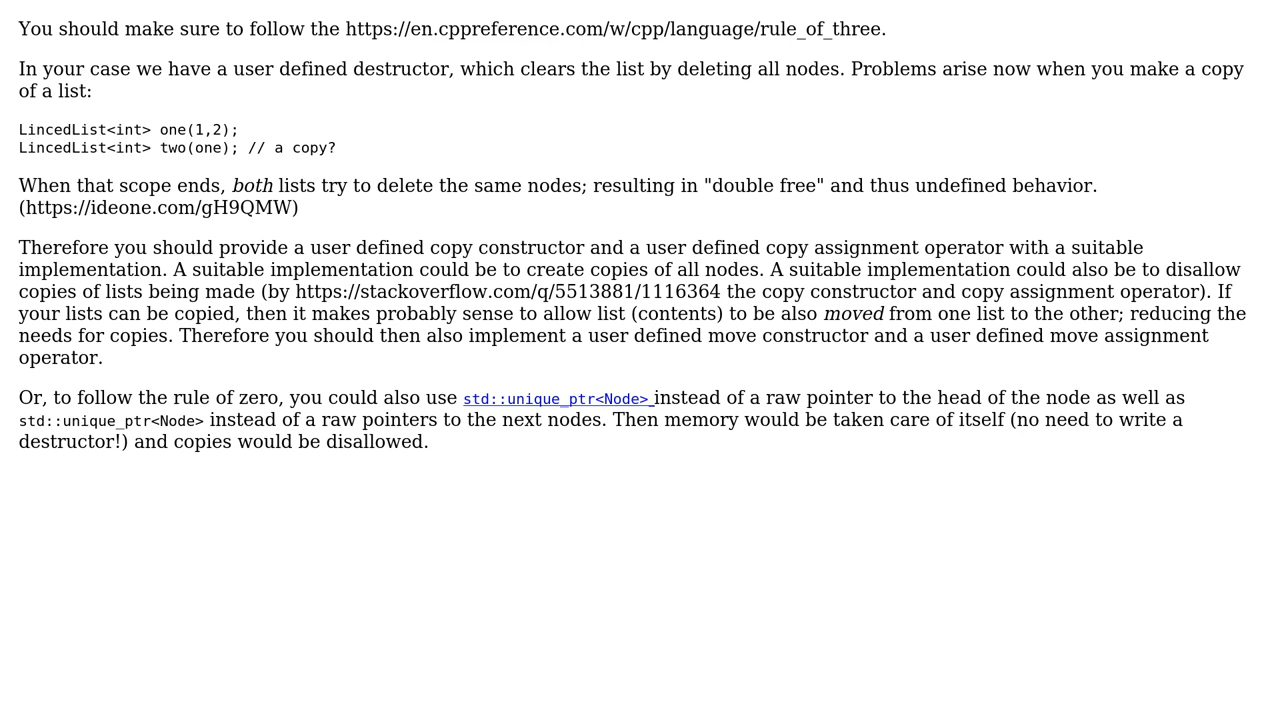 You should make sure to follow the https://en.cppreference.com/w/cpp/language/rule_of_three.
In your case we have a user defined destructor, which clears the list by deleting all nodes. Problems arise now when you make a copy
of a list:
LincedList<int> one(1,2);
LincedList<int> two(one); // a copy?
When that scope ends, both lists try to delete the same nodes; resulting in "double free" and thus undefined behavior.
(https://ideone.com/gH9QMW)
Therefore you should provide a user defined copy constructor and a user defined copy assignment operator with a suitable
implementation. A suitable implementation could be to create copies of all nodes. A suitable implementation could also be to disallow
copies of lists being made (by https://stackoverflow.com/q/5513881/1116364 the copy constructor and copy assignment operator). If
your lists can be copied, then it makes probably sense to allow list (contents) to be also moved from one list to the other; reducing the
needs for copies. Therefore you should then also implement a user defined move constructor and a user defined move assignment
operator.
Or, to follow the rule of zero, you could also use std::unique_ptr<Node> instead of a raw pointer to the head of the node as well as
std::unique_ptr<Node> instead of a raw pointers to the next nodes. Then memory would be taken care of itself (no need to write a
destructor!) and copies would be disallowed.